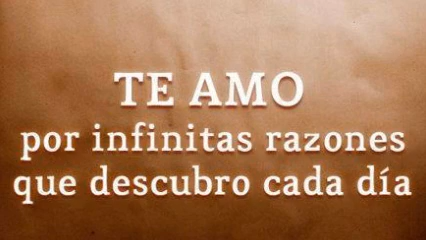 TE AMO
por infinitas razones
que descubro cada día